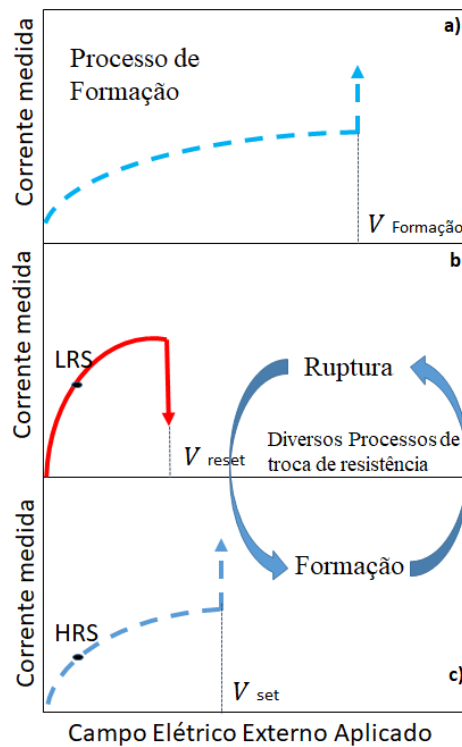 a)
Processo de
Formação
Corrente medida
V Formação
b)
Corrente medida
LRS
V reset
Ruptura
Diversos Processos de
troca de resistência
Formação
Corrente medida
HRS
V set
c)
Campo Elétrico Externo Aplicado